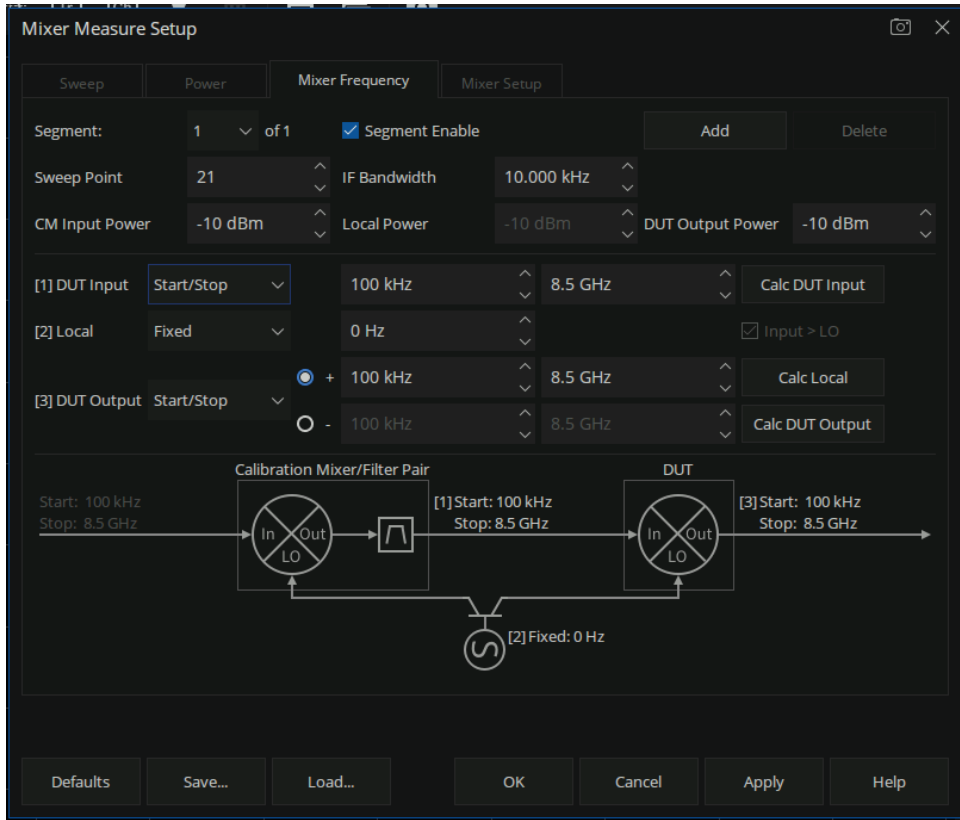 Mixer Measure Setup
Sweep Power Mixer Frequency Mixer Setup
Segment: 1 of 1 Segment Enable Add Delete
Sweep Point 21 IF Bandwidth 10.000 kHz
CM Input Power -10 dBm Local Power -10 dBm DUT Output Power -10 dBm
[1] DUT Input Start/Stop 100 kHz 8.5 GHz Calc DUT Input
[2] Local Fixed 0 Hz Input > LO
+ 100 kHz 8.5 GHz Calc Local
[3] DUT Output Start/Stop
- 100 kHz 8.5 GHz Calc DUT Output
Calibration Mixer/Filter Pair DUT
Start: 100 kHz [1] Start: 100 kHz [3] Start: 100 kHz
Stop: 8.5 GHz Stop: 8.5 GHz Stop: 8.5 GHz
In Out In Out
LO LO
[2] Fixed: 0 Hz
Defaults Save... Load... OK Cancel Apply Help